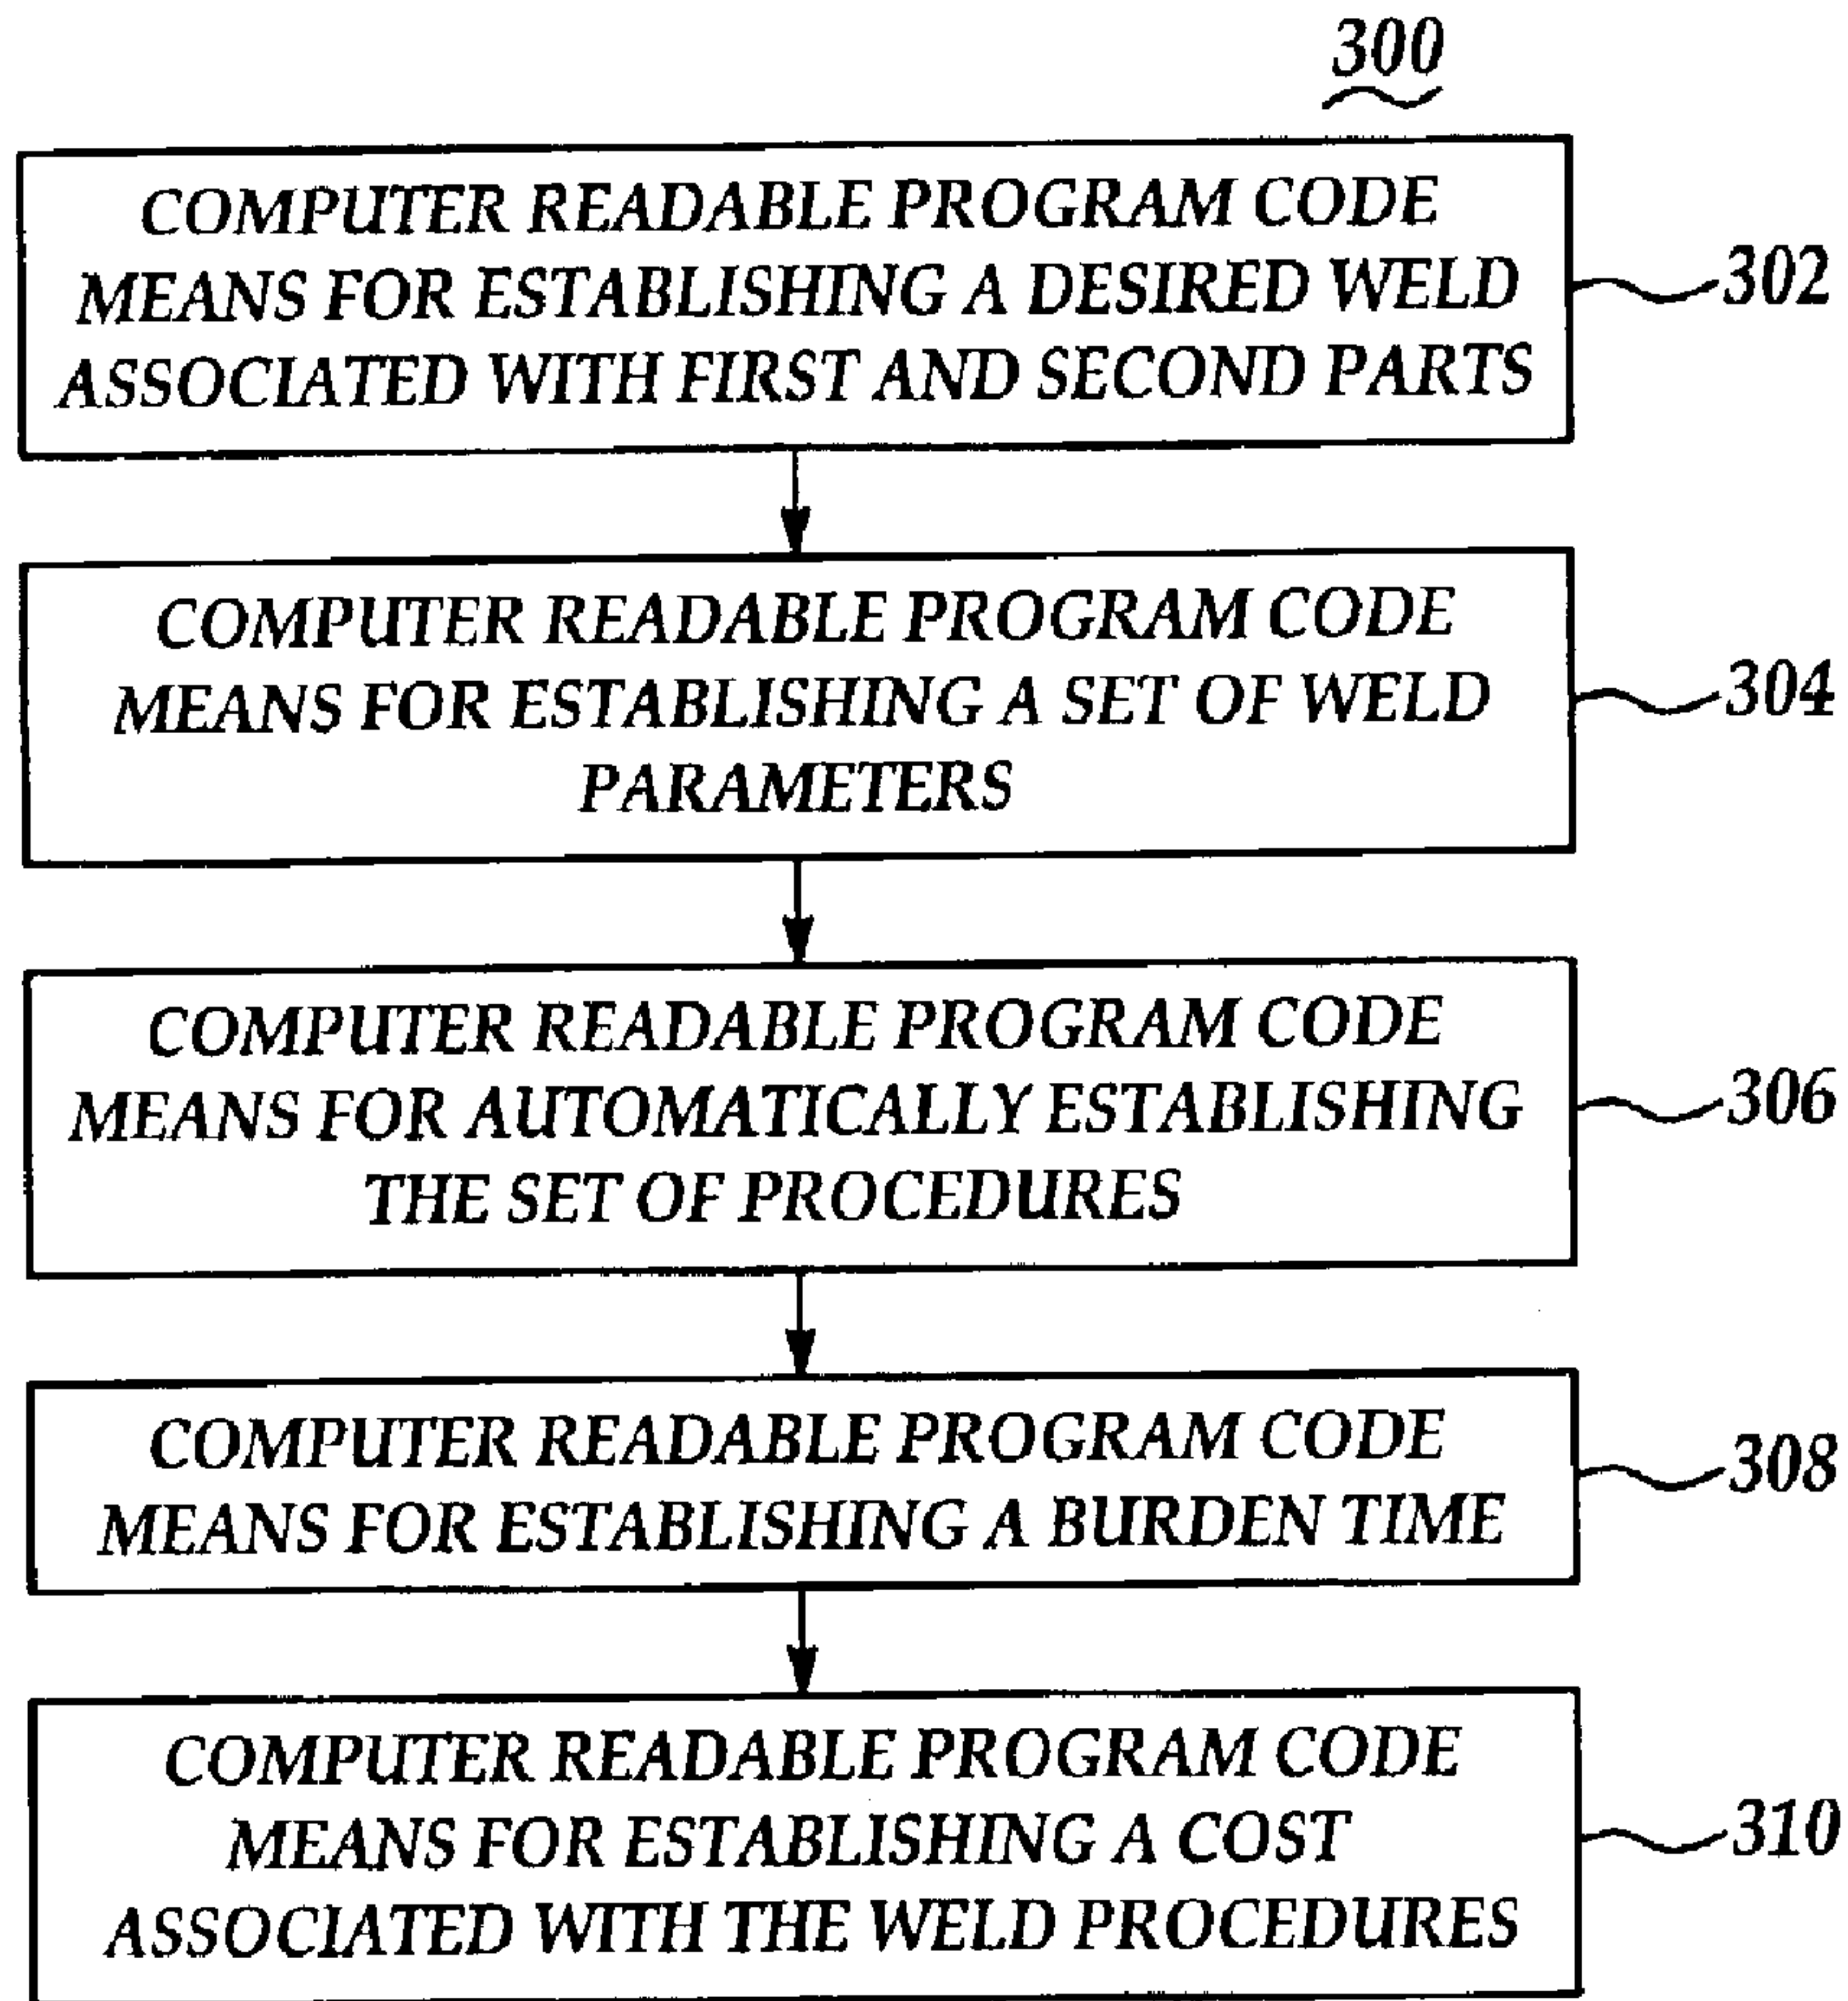 300
COMPUTER READABLE PROGRAM CODE
MEANS FOR ESTABLISHING A DESIRED WELD
ASSOCIATED WITH FIRST AND SECOND PARTS
302
COMPUTER READABLE PROGRAM CODE
MEANS FOR ESTABLISHING A SET OF WELD
PARAMETERS
304
COMPUTER READABLE PROGRAM CODE
MEANS FOR AUTOMATICALLY ESTABLISHING
THE SET OF PROCEDURES
306
COMPUTER READABLE PROGRAM CODE
MEANS FOR ESTABLISHING A BURDEN TIME
308
COMPUTER READABLE PROGRAM CODE
MEANS FOR ESTABLISHING A COST
ASSOCIATED WITH THE WELD PROCEDURES
310